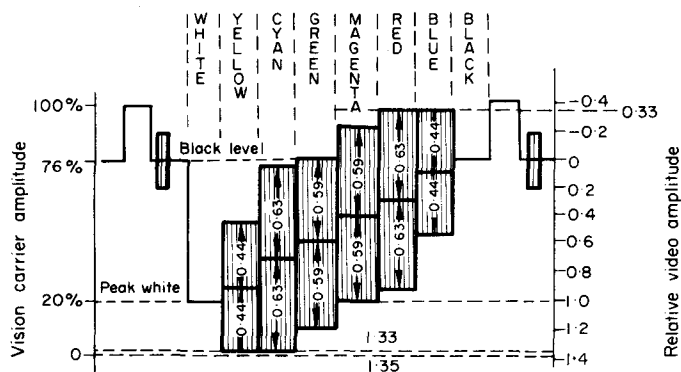 WHITE
YELLOW
CYAN
GREEN
MAGENTA
RED
BLUE
BLACK
100%
76%
20%
0
Vision carrier amplitude
Black level
Peak white
0·44
0·44
0·63
0·63
0·59
0·59
0·59
0·59
0·63
0·63
0·44
0·44
1.33
1.35
-0·4
-0·2
0
0·2
0·4
0·6
0·8
1·0
1·2
1·4
0·33
Relative video amplitude